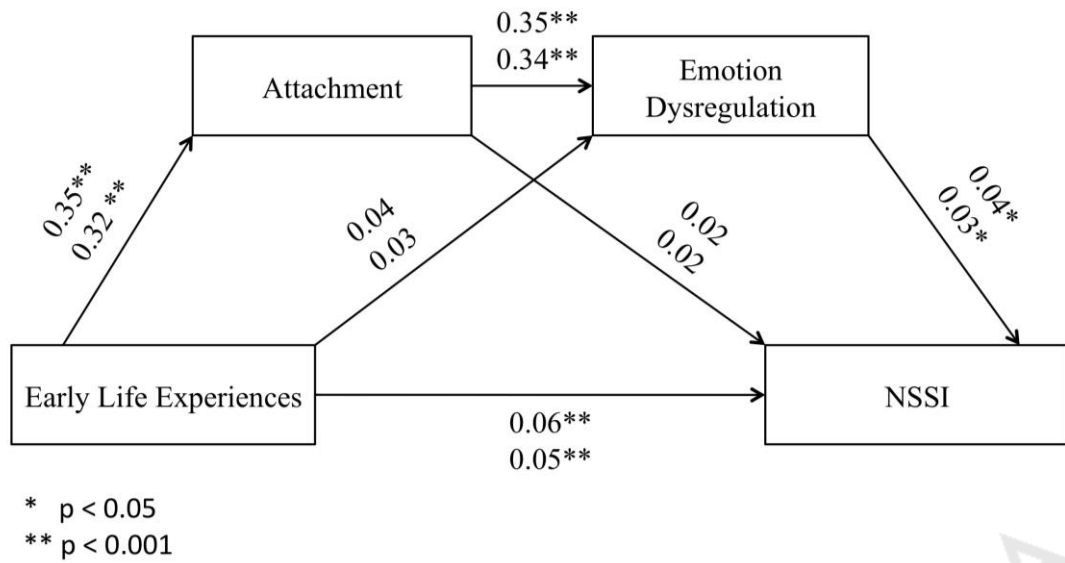 0.35**
0.34**
Attachment
Emotion
Dysregulation
0.35**
0.32 **
0.04
0.03
0.02
0.02
0.04*
0.03*
Early Life Experiences
NSSI
0.06**
0.05**
* p < 0.05
** p < 0.001